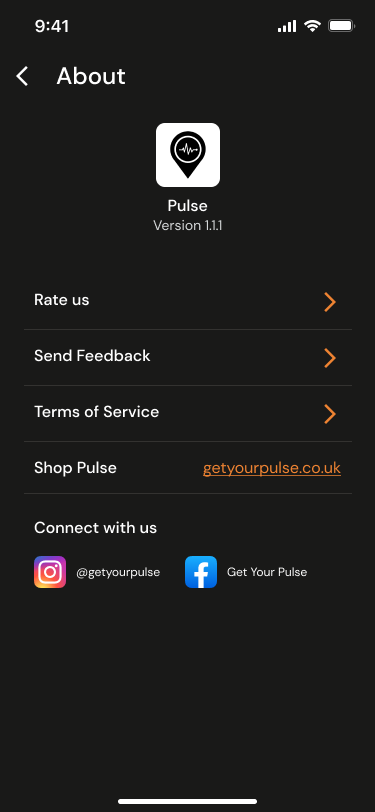 9:41
About
Pulse
Version 1.1.1
Rate us
Send Feedback
Terms of Service
Shop Pulse getyourpulse.co.uk
Connect with us
@getyourpulse Get Your Pulse